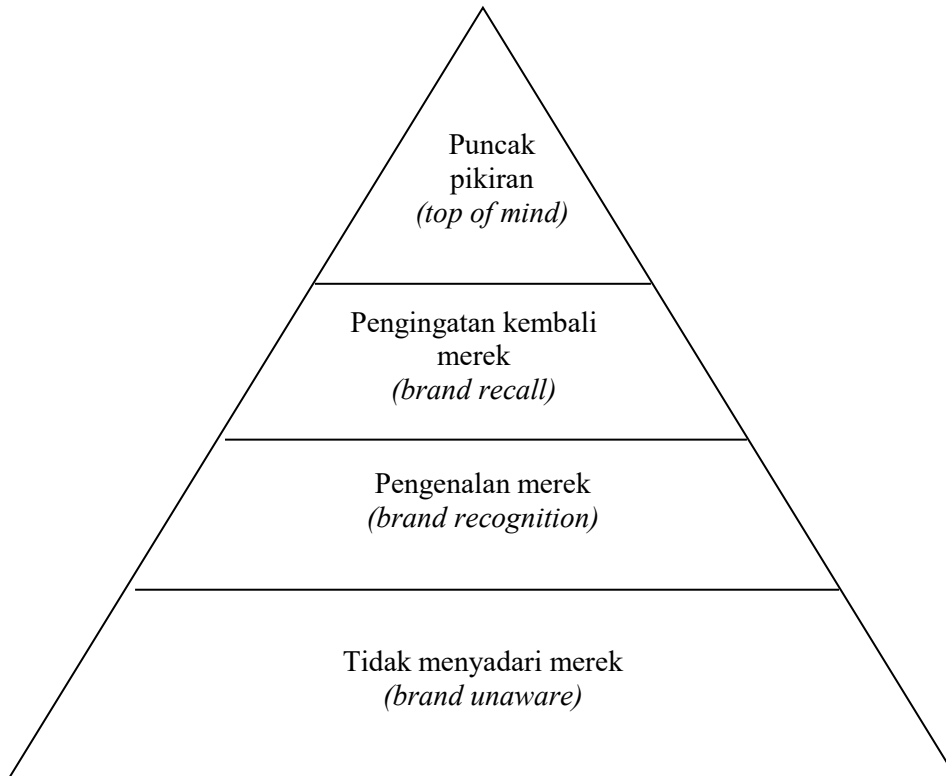 Puncak
pikiran
(top of mind)
Pengingatan kembali
merek
(brand recall)
Pengenalan merek
(brand recognition)
Tidak menyadari merek
(brand unaware)